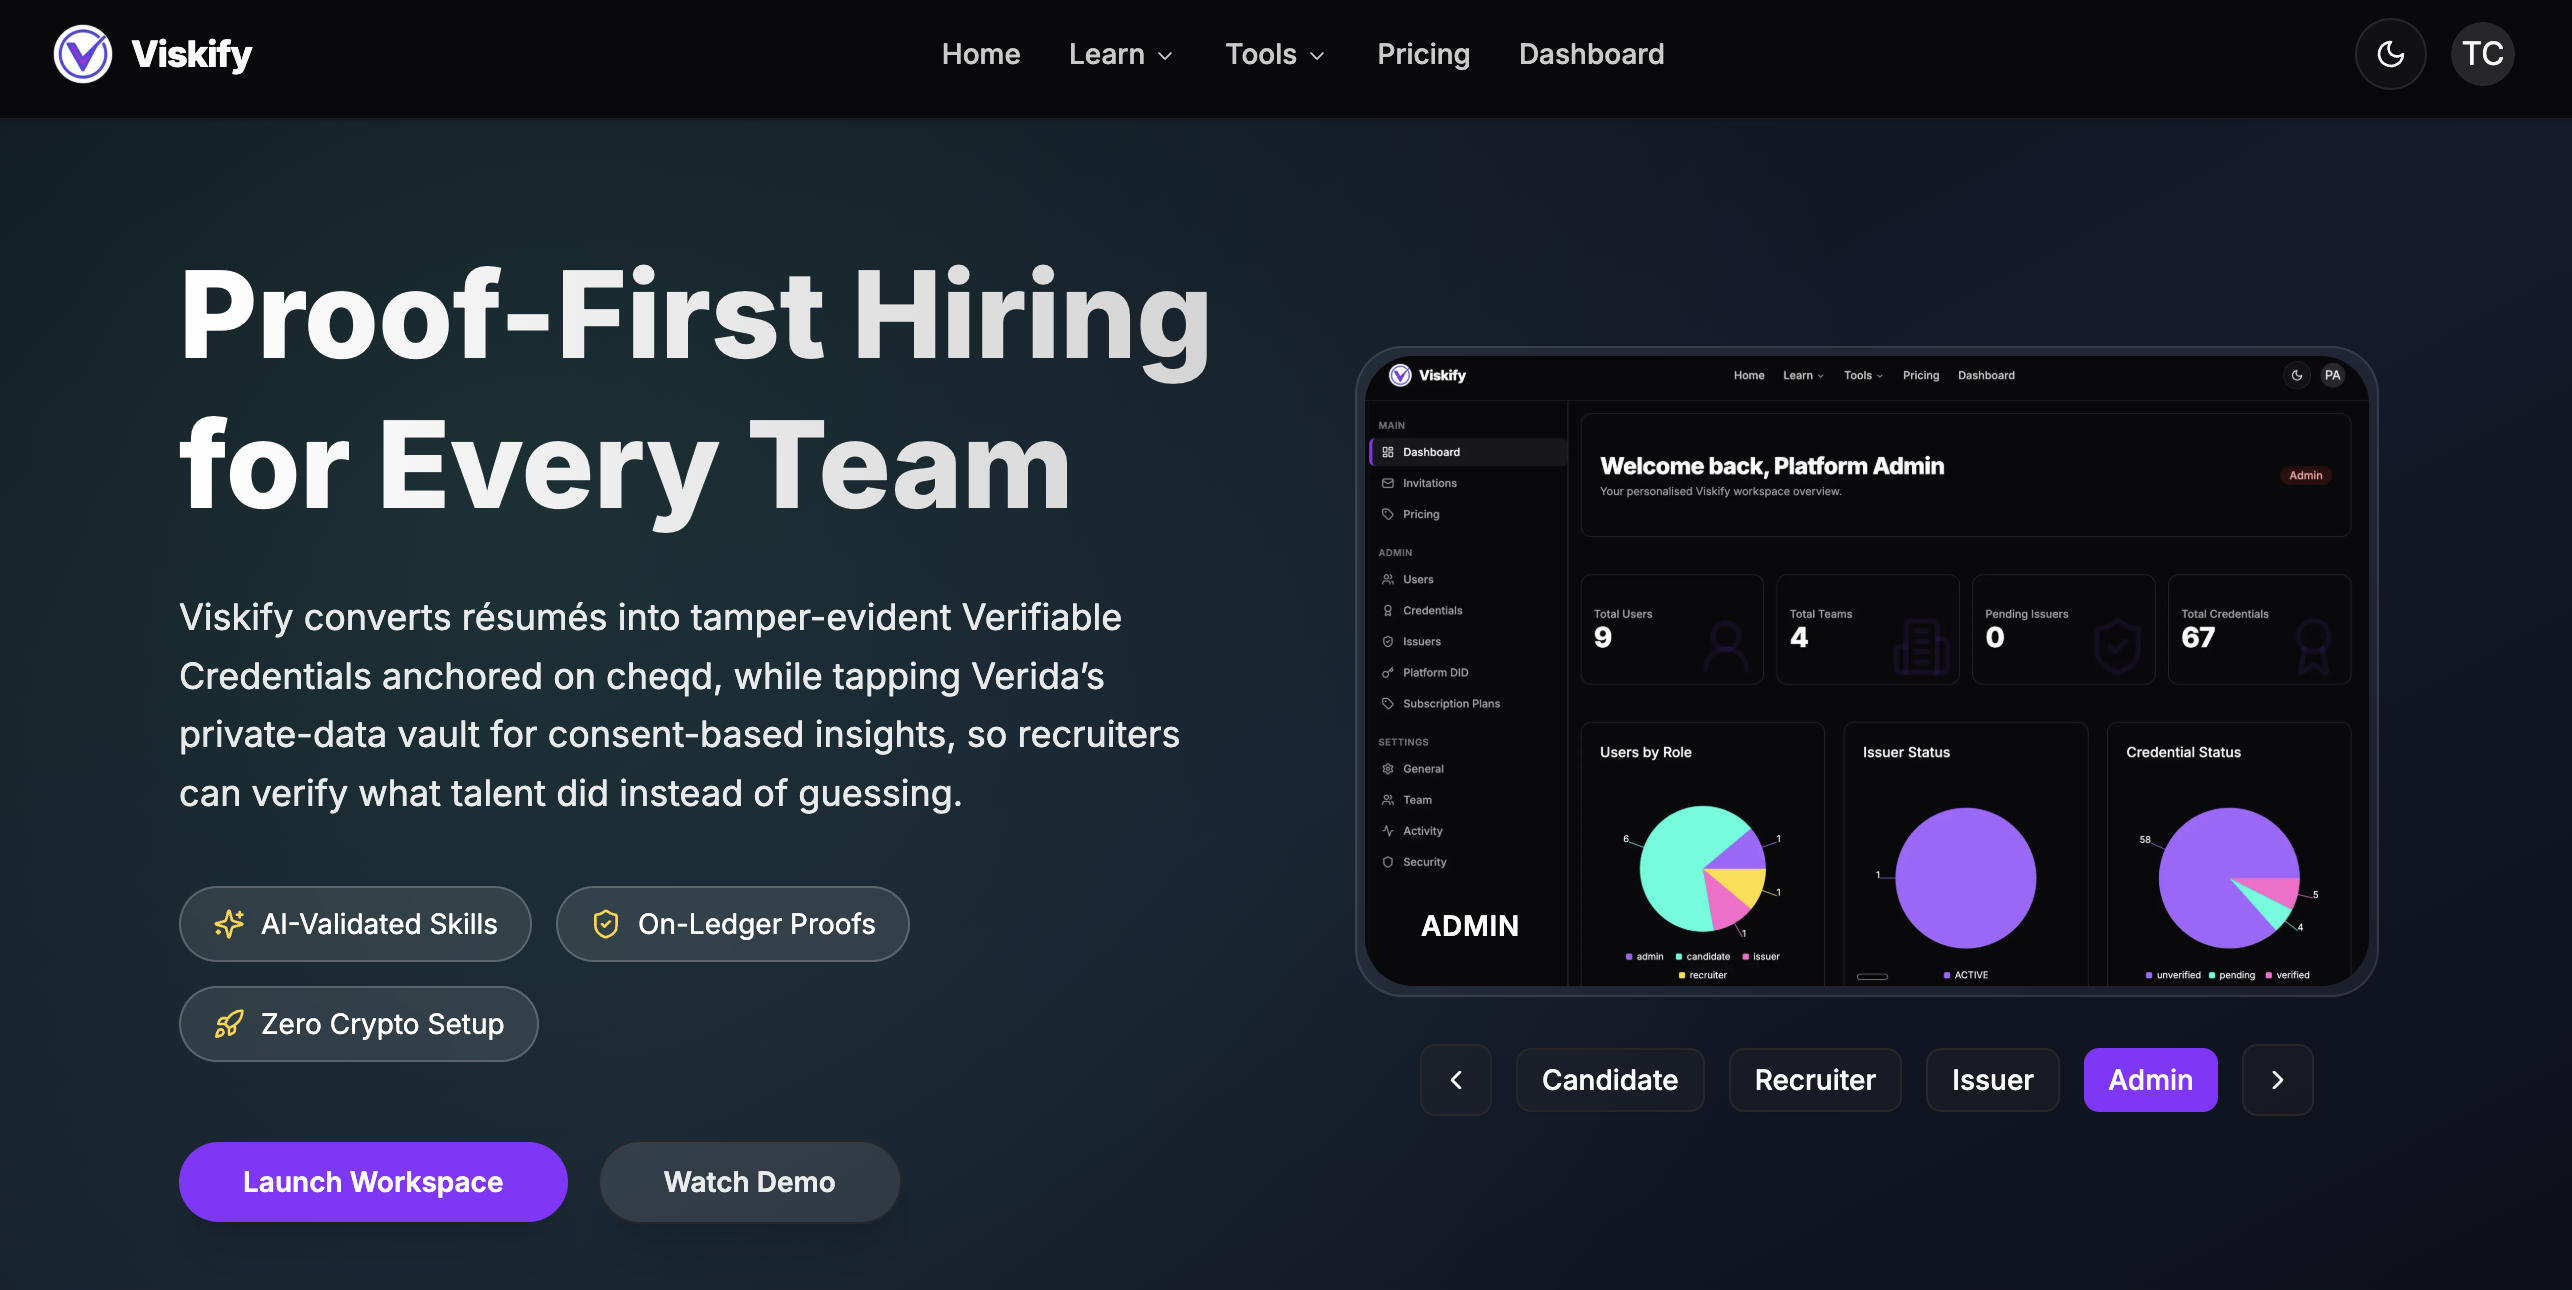 Viskify
Home
Learn
Tools
Pricing
Dashboard
TC
Proof-First Hiring
for Every Team
Viskify converts résumés into tamper-evident Verifiable
Credentials anchored on cheqd, while tapping Verida’s
private-data vault for consent-based insights, so recruiters
can verify what talent did instead of guessing.
AI-Validated Skills
On-Ledger Proofs
Zero Crypto Setup
Launch Workspace
Watch Demo
Viskify
Home
Learn
Tools
Pricing
Dashboard
PA
MAIN
Dashboard
Invitations
Pricing
ADMIN
Users
Credentials
Issuers
Platform DID
Subscription Plans
SETTINGS
General
Team
Activity
Security
ADMIN
Welcome back, Platform Admin
Your personalised Viskify workspace overview.
Admin
Total Users
9
Total Teams
4
Pending Issuers
0
Total Credentials
67
Users by Role
6
1
1
1
admin candidate issuer
recruiter
Issuer Status
1
ACTIVE
Credential Status
58
5
4
unverified pending verified
Candidate
Recruiter
Issuer
Admin